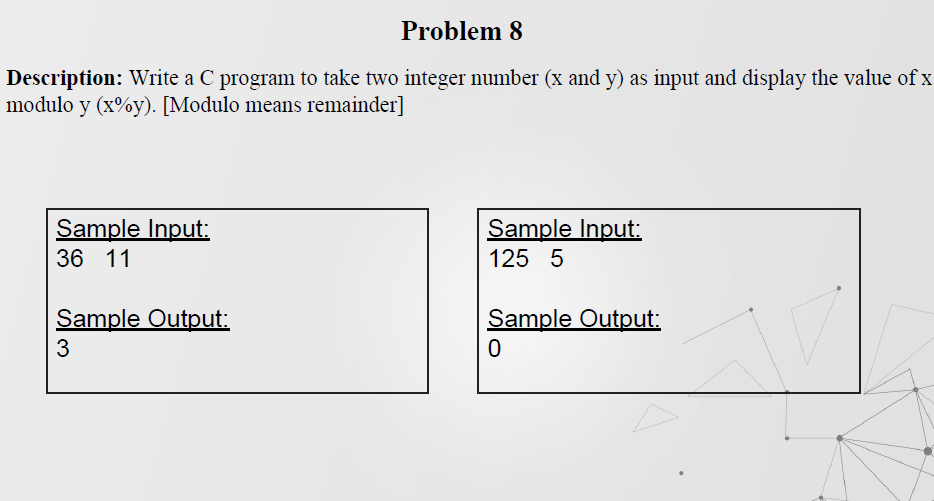 Problem 8
Description: Write a C program to take two integer number (x and y) as input and display the value of x
modulo y (x%y). [Modulo means remainder]
Sample Input:
36 11
Sample Output:
3
Sample Input:
125 5
Sample Output:
0